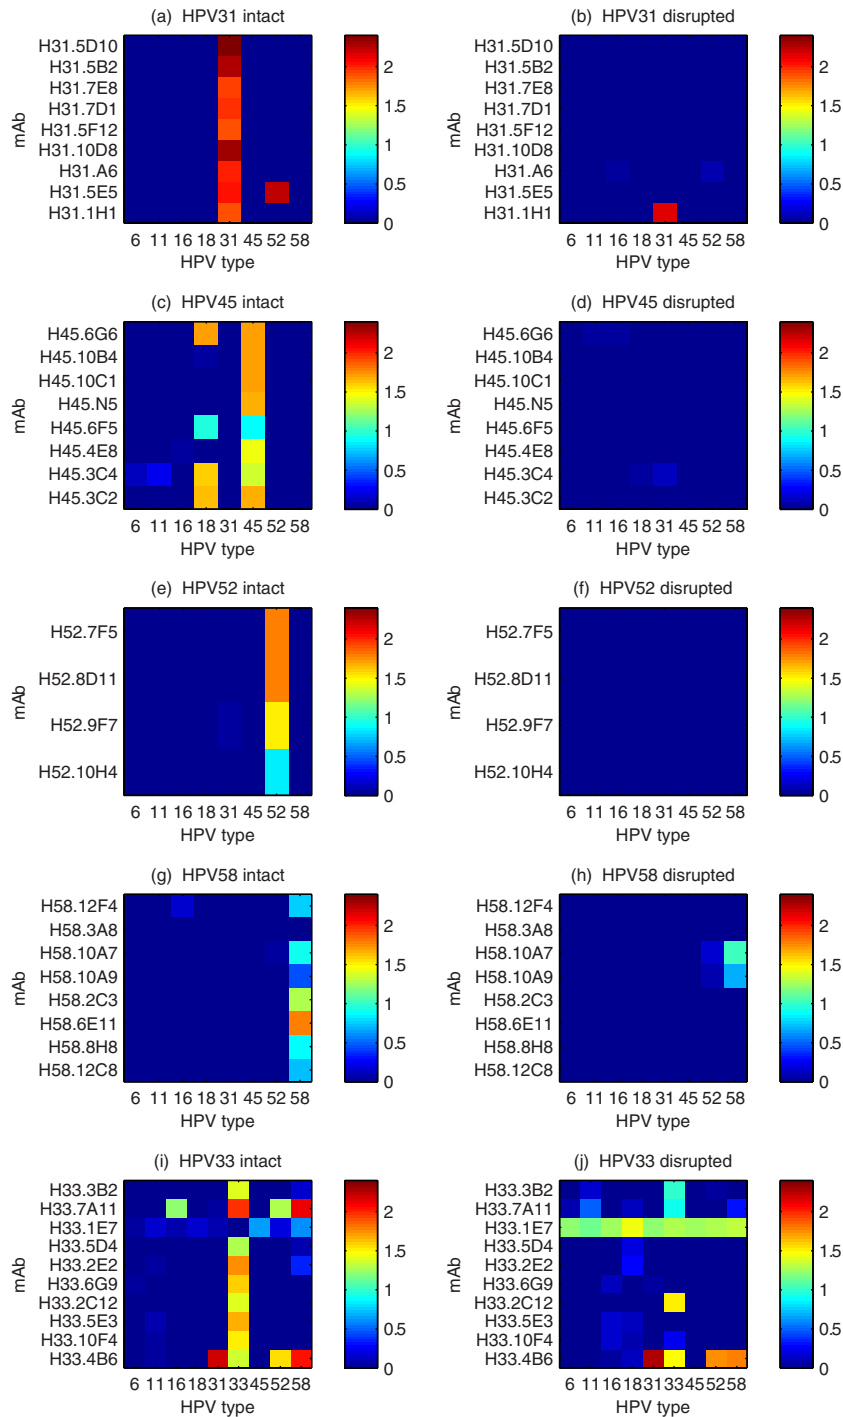 (a) HPV31 intact
mAb
H31.5D10
H31.5B2
H31.7E8
H31.7D1
H31.5F12
H31.10D8
H31.A6
H31.5E5
H31.1H1
6 11 16 18 31 45 52 58
HPV type
2
1.5
1
0.5
0
(b) HPV31 disrupted
mAb
H31.5D10
H31.5B2
H31.7E8
H31.7D1
H31.5F12
H31.10D8
H31.A6
H31.5E5
H31.1H1
6 11 16 18 31 45 52 58
HPV type
2
1.5
1
0.5
0
(c) HPV45 intact
mAb
H45.6G6
H45.10B4
H45.10C1
H45.N5
H45.6F5
H45.4E8
H45.3C4
H45.3C2
6 11 16 18 31 45 52 58
HPV type
2
1.5
1
0.5
0
(d) HPV45 disrupted
mAb
H45.6G6
H45.10B4
H45.10C1
H45.N5
H45.6F5
H45.4E8
H45.3C4
H45.3C2
6 11 16 18 31 45 52 58
HPV type
2
1.5
1
0.5
0
(e) HPV52 intact
mAb
H52.7F5
H52.8D11
H52.9F7
H52.10H4
6 11 16 18 31 45 52 58
HPV type
2
1.5
1
0.5
0
(f) HPV52 disrupted
mAb
H52.7F5
H52.8D11
H52.9F7
H52.10H4
6 11 16 18 31 45 52 58
HPV type
2
1.5
1
0.5
0
(g) HPV58 intact
mAb
H58.12F4
H58.3A8
H58.10A7
H58.10A9
H58.2C3
H58.6E11
H58.8H8
H58.12C8
6 11 16 18 31 45 52 58
HPV type
2
1.5
1
0.5
0
(h) HPV58 disrupted
mAb
H58.12F4
H58.3A8
H58.10A7
H58.10A9
H58.2C3
H58.6E11
H58.8H8
H58.12C8
6 11 16 18 31 45 52 58
HPV type
2
1.5
1
0.5
0
(i) HPV33 intact
mAb
H33.3B2
H33.7A11
H33.1E7
H33.5D4
H33.2E2
H33.6G9
H33.2C12
H33.5E3
H33.10F4
H33.4B6
6 11 16 18 31 33 45 52 58
HPV type
2
1.5
1
0.5
0
(j) HPV33 disrupted
mAb
H33.3B2
H33.7A11
H33.1E7
H33.5D4
H33.2E2
H33.6G9
H33.2C12
H33.5E3
H33.10F4
H33.4B6
6 11 16 18 31 33 45 52 58
HPV type
2
1.5
1
0.5
0